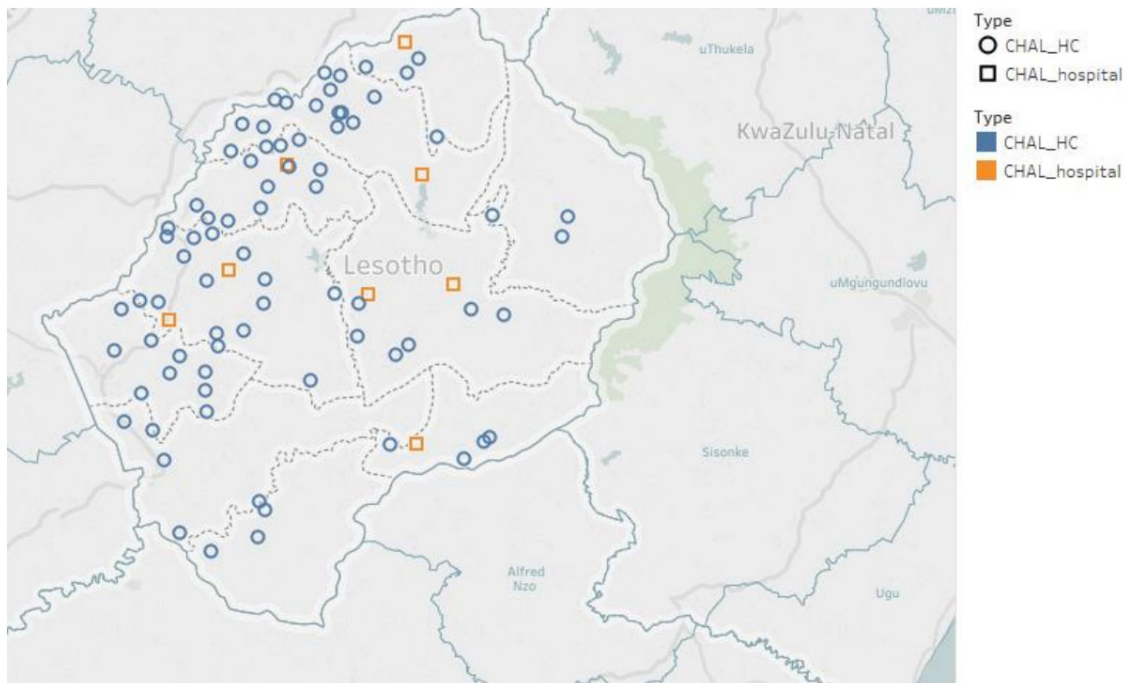 uThukela
KwaZulu-Natal
Lesotho
uMgungundlovu
Sisonke
Alfred
Nzo
Ugu
Type
CHAL_HC
CHAL_hospital
Type
CHAL_HC
CHAL_hospital